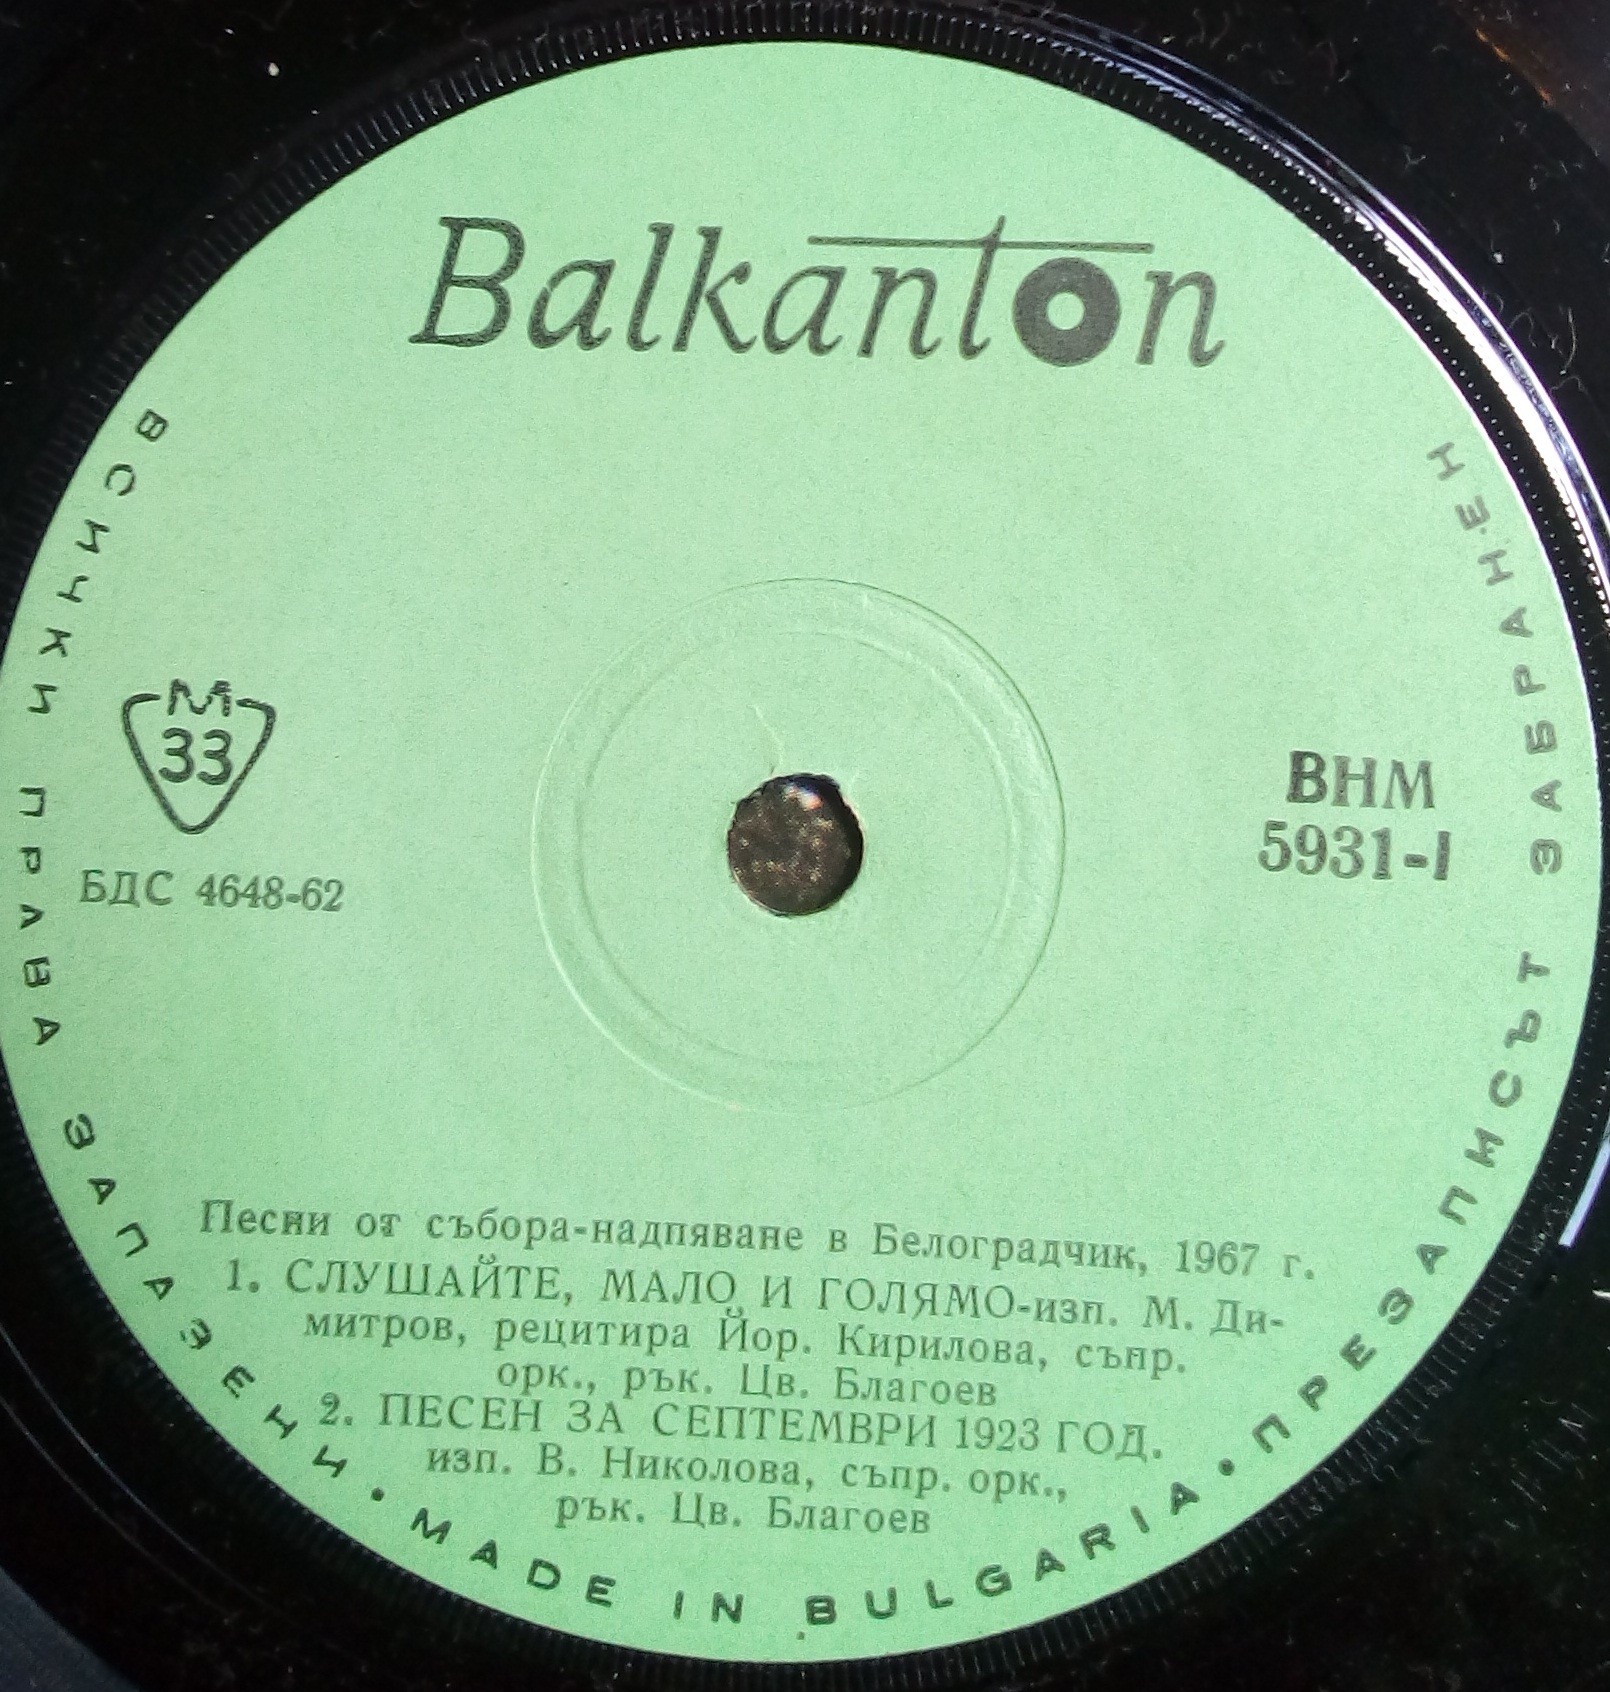 Balkanton
М
33
БДС 4648-62
ВНМ
5931-I
Песни от събора-надпяване в Белоградчик, 1967 г.
1. СЛУШАЙТЕ, МАЛО И ГОЛЯМО-изп. М. Ди-
митров, рецитира Йор. Кирилова, съпр.
орк., рък. Цв. Благоев
2. ПЕСЕН ЗА СЕПТЕМВРИ 1923 ГОД.
изп. В. Николова, съпр. орк.,
рък. Цв. Благоев
ВСИЧКИ ПРАВА ЗАПАЗЕНИ • MADE IN BULGARIA • ПРЕЗАПИСЪТ ЗАБРАНЕН